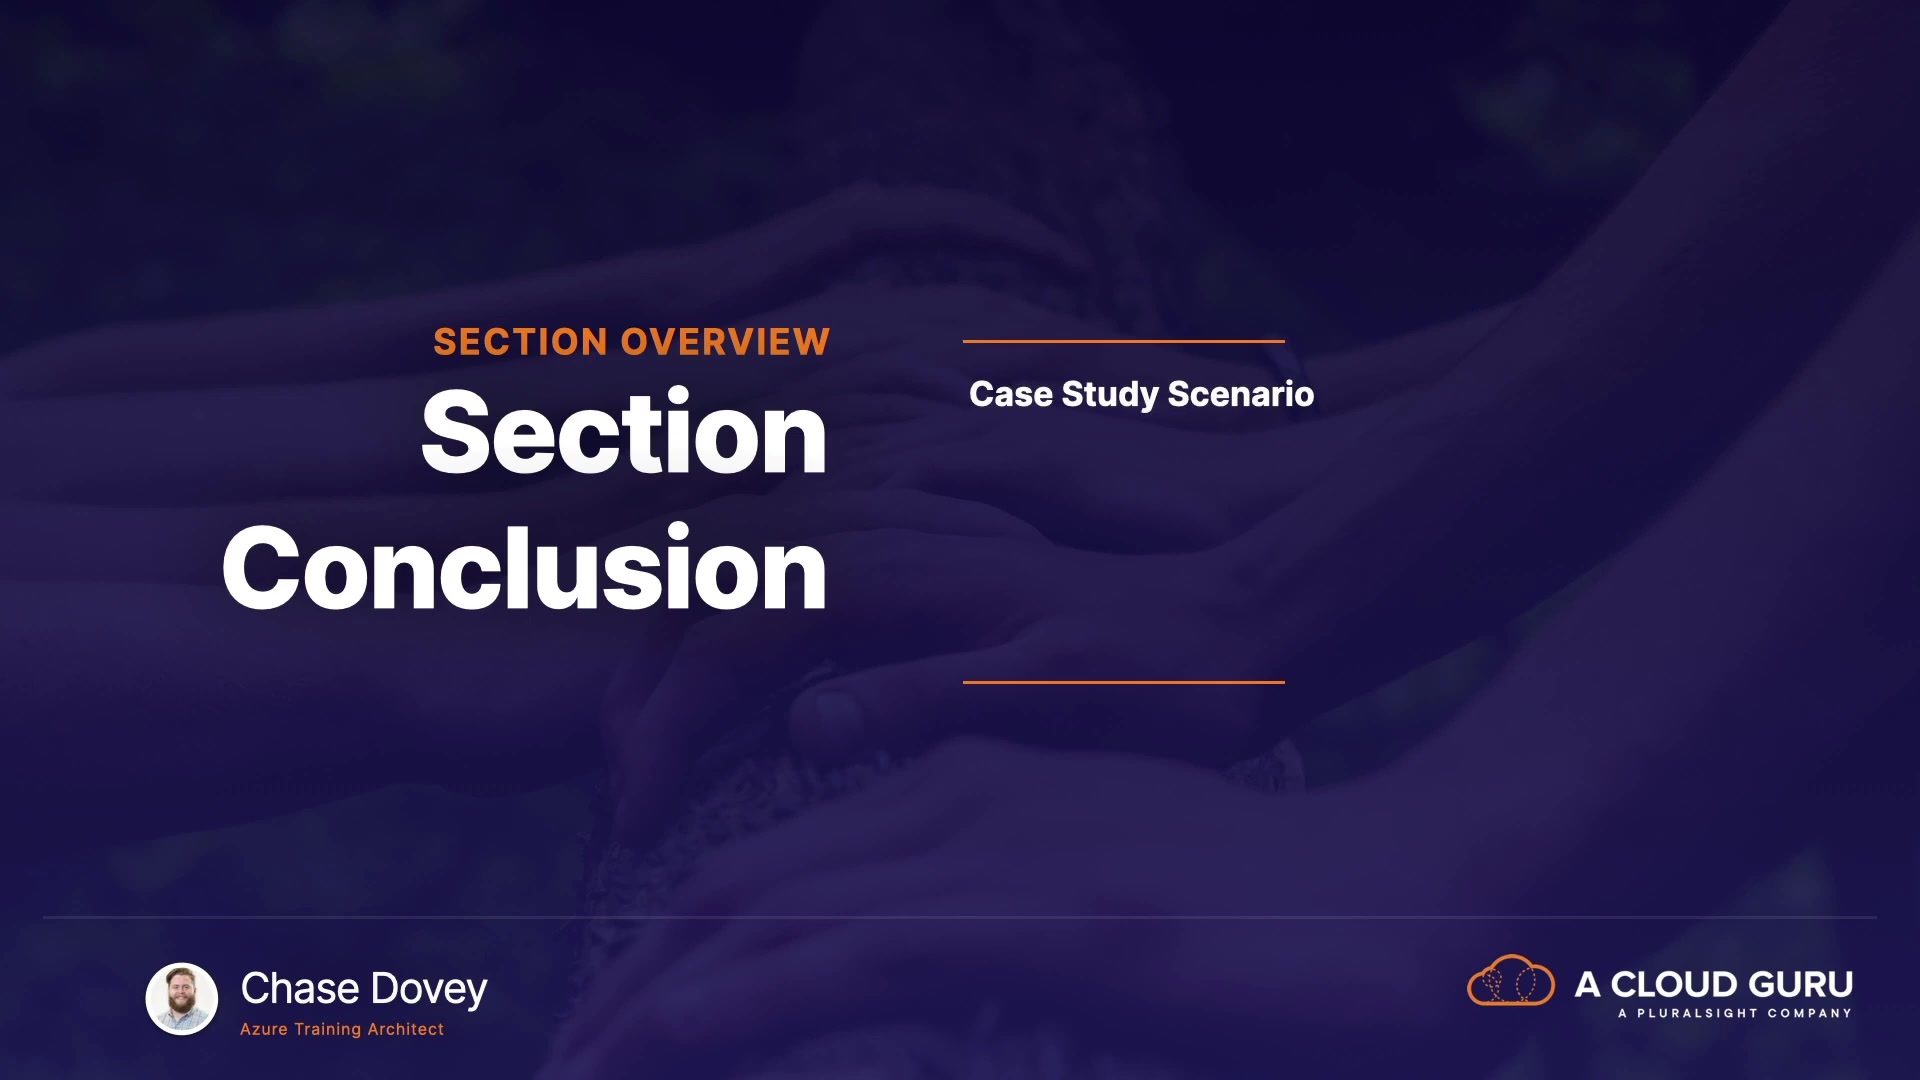 SECTION OVERVIEW
Section
Conclusion
Case Study Scenario
Chase Dovey
Azure Training Architect
A CLOUD GURU
A PLURALSIGHT COMPANY